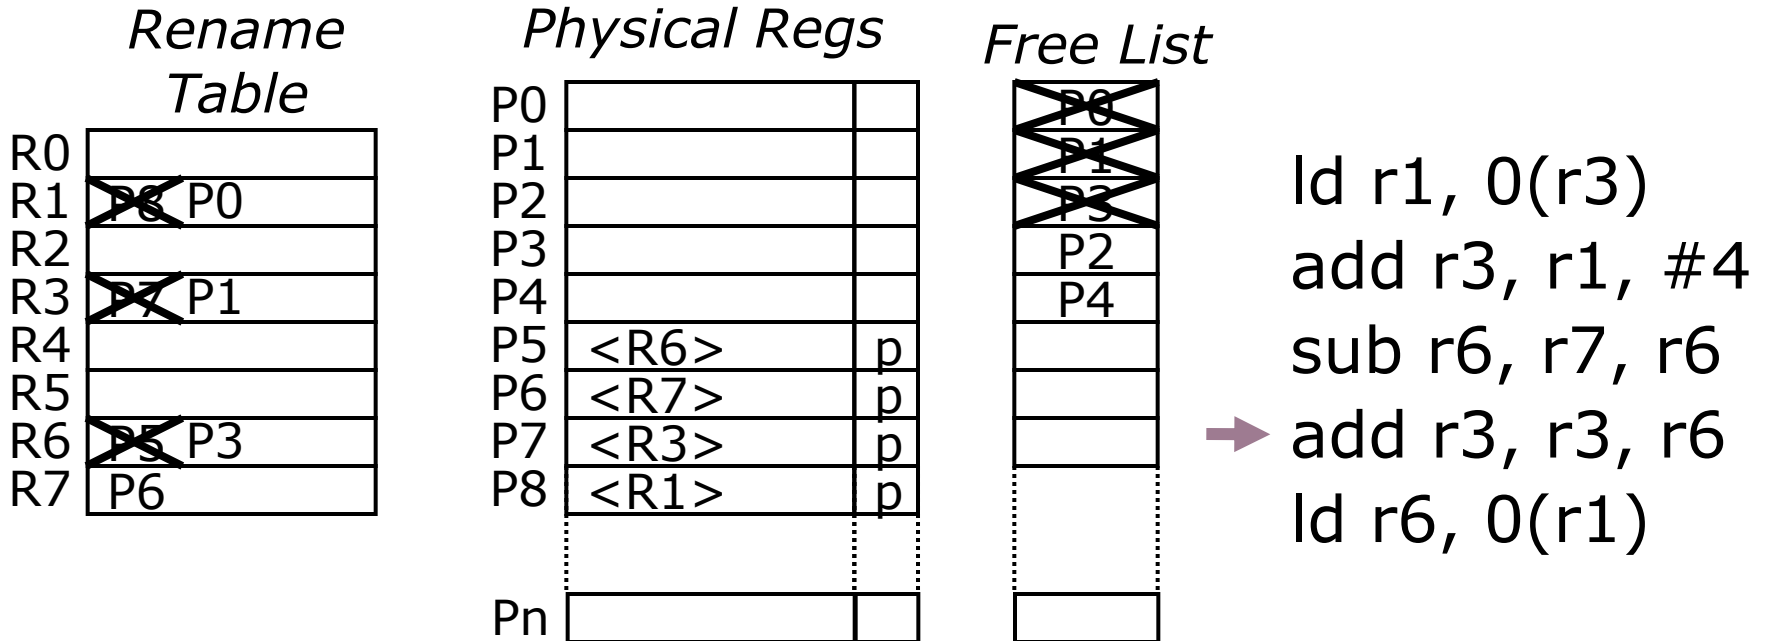 Rename
Table
R0
R1 P8 P0
R2
R3 P7 P1
R4
R5
R6 P5 P3
R7 P6
Physical Regs
P0
P1
P2
P3
P4
P5 <R6> p
P6 <R7> p
P7 <R3> p
P8 <R1> p
Pn
Free List
P0
P1
P3
P2
P4
ld r1, 0(r3)
add r3, r1, #4
sub r6, r7, r6
add r3, r3, r6
ld r6, 0(r1)